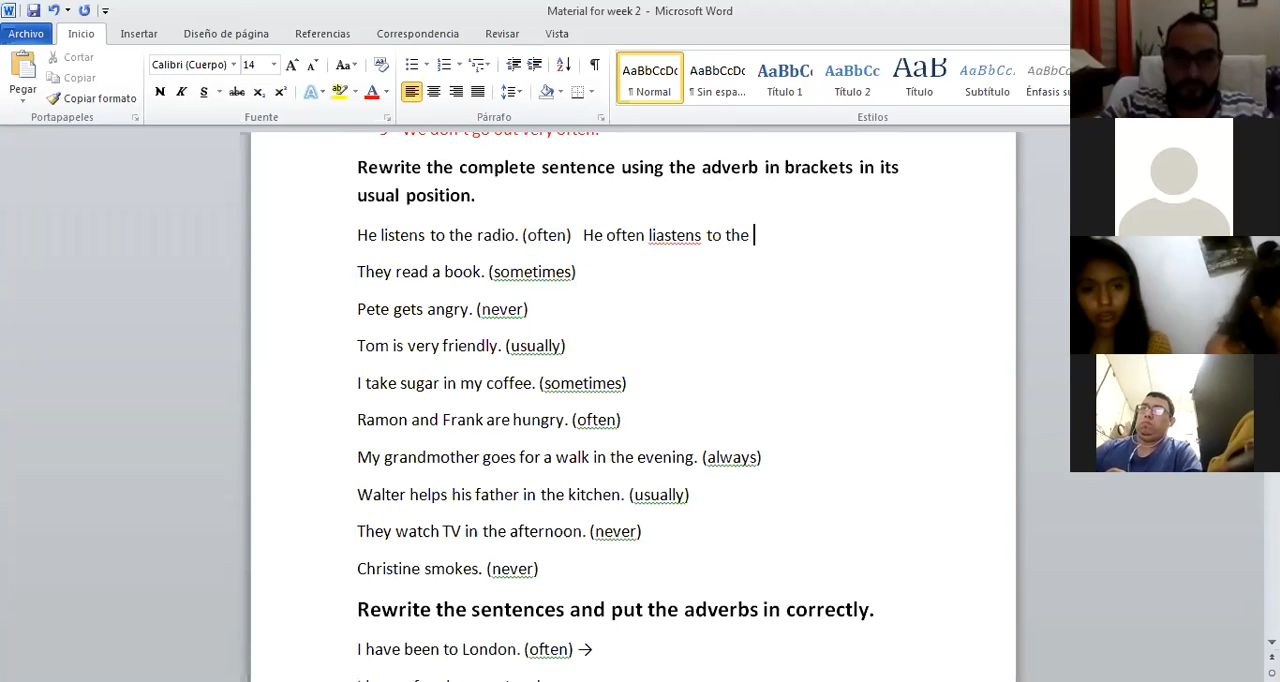 Material for week 2 - Microsoft Word
Archivo Inicio Insertar Diseño de página Referencias Correspondencia Revisar Vista
Pegar
Cortar
Copiar
Copiar formato
Portapapeles
Calibri (Cuerpo) 14
N K S abc x₂ x² A ab A
Aa
Fuente
Párrafo
AaBbCcDc AaBbCcDc AaBbC AaBbCc AaB AaBbCc. AaBbCc
¶ Normal ¶ Sin espa... Título 1 Título 2 Título Subtítulo Énfasis
Estilos
We don't go out very often.
Rewrite the complete sentence using the adverb in brackets in its
usual position.
He listens to the radio. (often) He often liastens to the
They read a book. (sometimes)
Pete gets angry. (never)
Tom is very friendly. (usually)
I take sugar in my coffee. (sometimes)
Ramon and Frank are hungry. (often)
My grandmother goes for a walk in the evening. (always)
Walter helps his father in the kitchen. (usually)
They watch TV in the afternoon. (never)
Christine smokes. (never)
Rewrite the sentences and put the adverbs in correctly.
I have been to London. (often) →